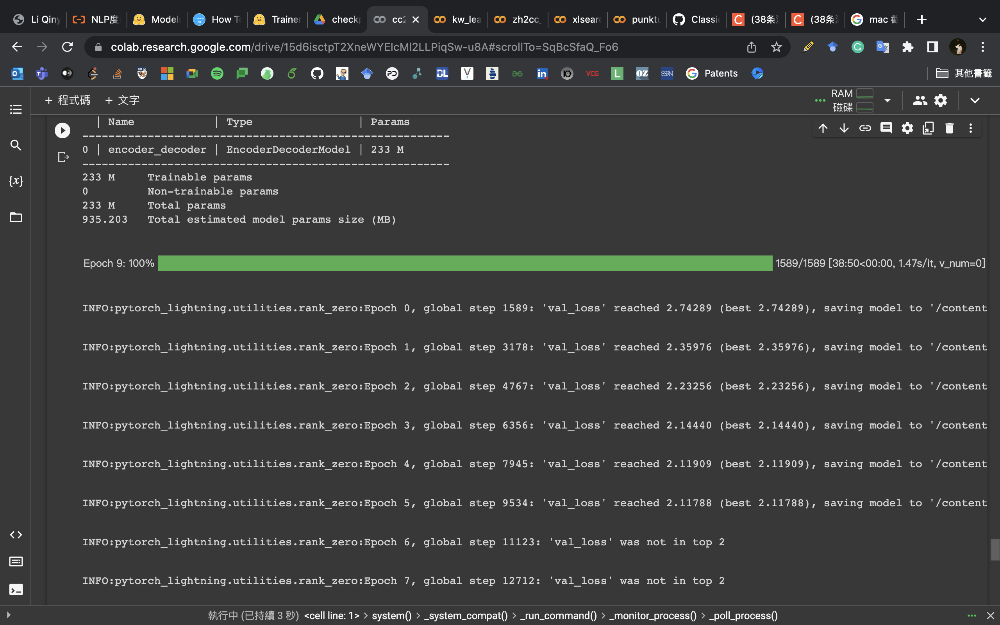 Li Qiny NLP度 Models How To Trainer checkp cc2 kw_lea zh2cc_ xlsearc punktu Classic (38条 (38条 mac 截
colab.research.google.com/drive/15d6isctpT2XneWYEIcMl2LLPiqSw-u8A#scrollTo=SqBcSfaQ_Fo6
Patents 其他書籤
+ 程式碼 + 文字 RAM
磁碟
| Name | Type | Params
-------------------------------------------------------
0 | encoder_decoder | EncoderDecoderModel | 233 M
-------------------------------------------------------
233 M Trainable params
0 Non-trainable params
233 M Total params
935.203 Total estimated model params size (MB)
Epoch 9: 100% 1589/1589 [38:50<00:00, 1.47s/it, v_num=0]
INFO:pytorch_lightning.utilities.rank_zero:Epoch 0, global step 1589: 'val_loss' reached 2.74289 (best 2.74289), saving model to '/content
INFO:pytorch_lightning.utilities.rank_zero:Epoch 1, global step 3178: 'val_loss' reached 2.35976 (best 2.35976), saving model to '/content
INFO:pytorch_lightning.utilities.rank_zero:Epoch 2, global step 4767: 'val_loss' reached 2.23256 (best 2.23256), saving model to '/content
INFO:pytorch_lightning.utilities.rank_zero:Epoch 3, global step 6356: 'val_loss' reached 2.14440 (best 2.14440), saving model to '/content
INFO:pytorch_lightning.utilities.rank_zero:Epoch 4, global step 7945: 'val_loss' reached 2.11909 (best 2.11909), saving model to '/content
INFO:pytorch_lightning.utilities.rank_zero:Epoch 5, global step 9534: 'val_loss' reached 2.11788 (best 2.11788), saving model to '/content
INFO:pytorch_lightning.utilities.rank_zero:Epoch 6, global step 11123: 'val_loss' was not in top 2
INFO:pytorch_lightning.utilities.rank_zero:Epoch 7, global step 12712: 'val_loss' was not in top 2
執行中 (已持續 3 秒) <cell line: 1> > system() > _system_compat() > _run_command() > _monitor_process() > _poll_process()